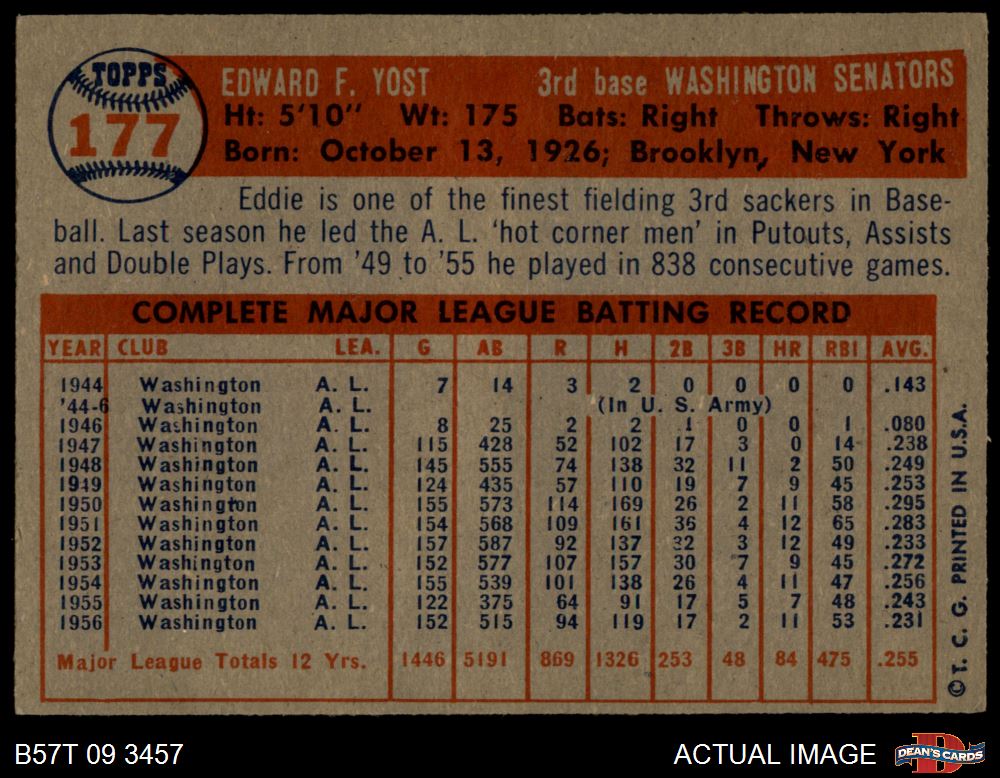 TOPPS
177
EDWARD F. YOST 3rd base WASHINGTON SENATORS
Ht: 5'10" Wt: 175 Bats: Right Throws: Right
Born: October 13, 1926; Brooklyn, New York
Eddie is one of the finest fielding 3rd sackers in Base-
ball. Last season he led the A. L. 'hot corner men' in Putouts, Assists
and Double Plays. From '49 to '55 he played in 838 consecutive games.
COMPLETE MAJOR LEAGUE BATTING RECORD
YEAR CLUB LEA. G AB R H 2B 3B HR RBI AVG.
1944 Washington A. L. 7 14 3 2 0 0 0 0 .143
'44-6 Washington A. L. (In U. S. Army)
1946 Washington A. L. 8 25 2 2 1 0 0 1 .080
1947 Washington A. L. 115 428 52 102 17 3 0 14 .238
1948 Washington A. L. 145 555 74 138 32 11 2 50 .249
1949 Washington A. L. 124 435 57 110 19 7 9 45 .253
1950 Washington A. L. 155 573 114 169 26 2 11 58 .295
1951 Washington A. L. 154 568 109 161 36 4 12 65 .283
1952 Washington A. L. 157 587 92 137 32 3 12 49 .233
1953 Washington A. L. 152 577 107 157 30 7 9 45 .272
1954 Washington A. L. 155 539 101 138 26 4 11 47 .256
1955 Washington A. L. 122 375 64 91 17 5 7 48 .243
1956 Washington A. L. 152 515 94 119 17 2 11 53 .231
Major League Totals 12 Yrs. 1446 5191 869 1326 253 48 84 475 .255
© T. C. G. PRINTED IN U.S.A.
B57T 09 3457 ACTUAL IMAGE DEAN'S CARDS